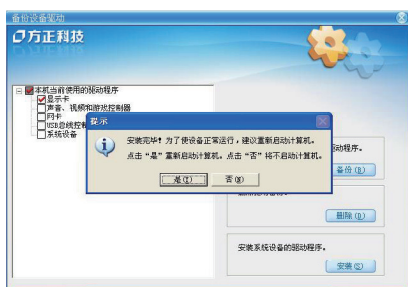 备份设备驱动
方正科技
本机当前使用的驱动程序
显示卡
声音、视频和游戏控制器
网卡
USB总线控制
系统设备
提示
安装完毕！为了使设备正常运行，建议重新启动计算机。
点击“是”重新启动计算机。点击“否”将不启动计算机。
是(Y)
否(N)
动程序。
备份(B)
删除(D)
安装系统设备的驱动程序。
安装(S)